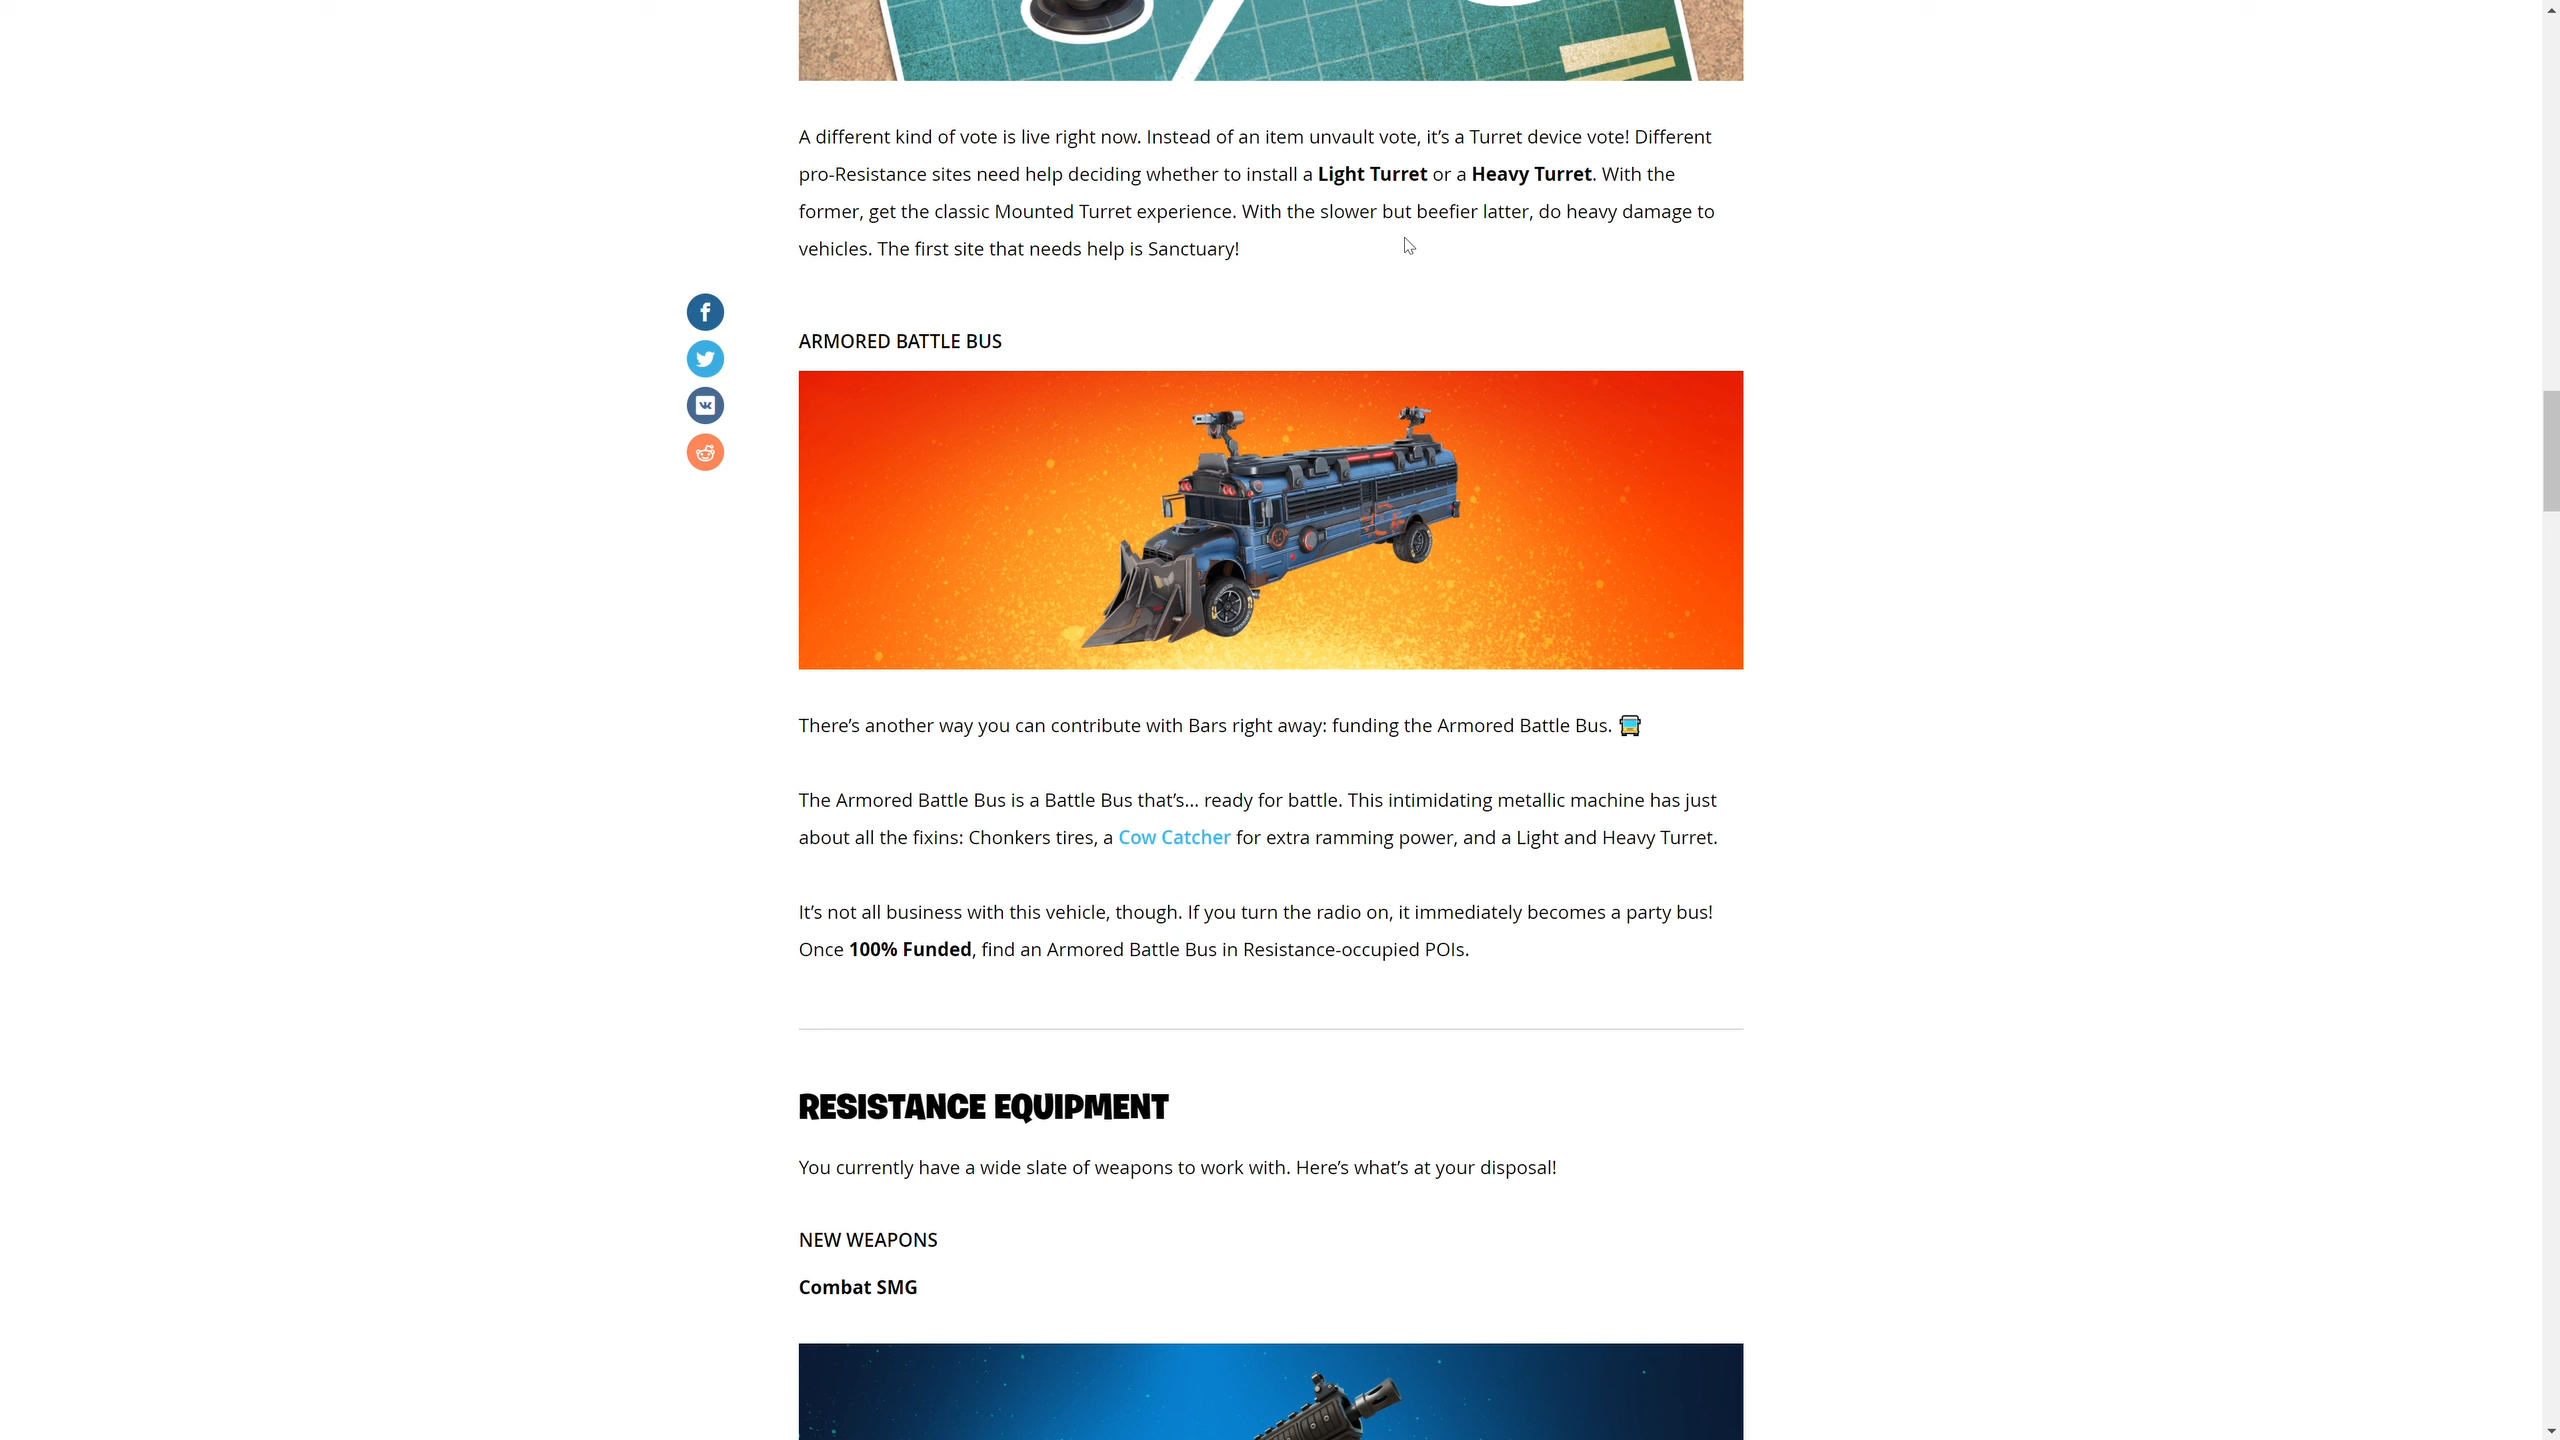 A different kind of vote is live right now. Instead of an item unvault vote, it’s a Turret device vote! Different
pro-Resistance sites need help deciding whether to install a Light Turret or a Heavy Turret. With the
former, get the classic Mounted Turret experience. With the slower but beefier latter, do heavy damage to
vehicles. The first site that needs help is Sanctuary!
ARMORED BATTLE BUS
There’s another way you can contribute with Bars right away: funding the Armored Battle Bus. 🚍
The Armored Battle Bus is a Battle Bus that’s... ready for battle. This intimidating metallic machine has just
about all the fixins: Chonkers tires, a Cow Catcher for extra ramming power, and a Light and Heavy Turret.
It’s not all business with this vehicle, though. If you turn the radio on, it immediately becomes a party bus!
Once 100% Funded, find an Armored Battle Bus in Resistance-occupied POIs.
RESISTANCE EQUIPMENT
You currently have a wide slate of weapons to work with. Here’s what’s at your disposal!
NEW WEAPONS
Combat SMG